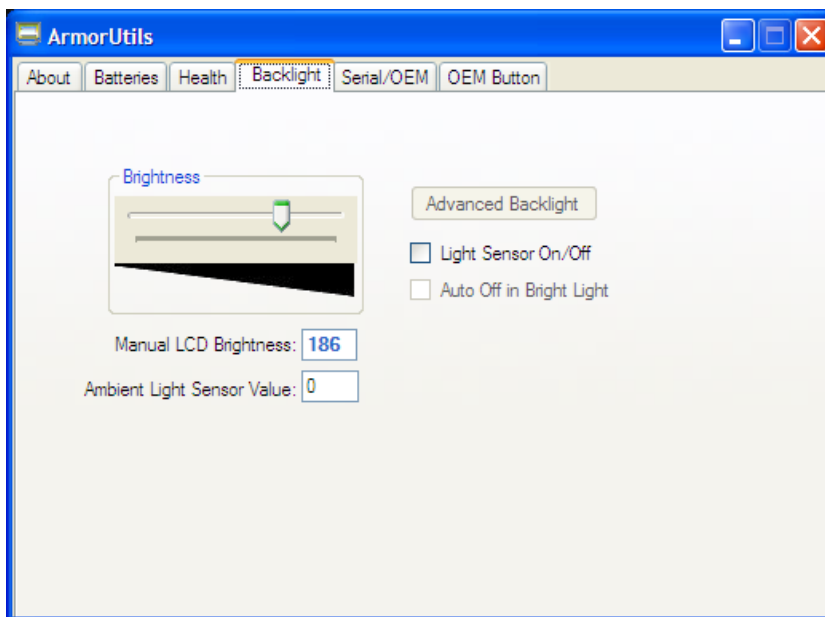 ArmorUtils
About Batteries Health Backlight Serial/OEM OEM Button
Brightness
Advanced Backlight
Light Sensor On/Off
Auto Off in Bright Light
Manual LCD Brightness: 186
Ambient Light Sensor Value: 0